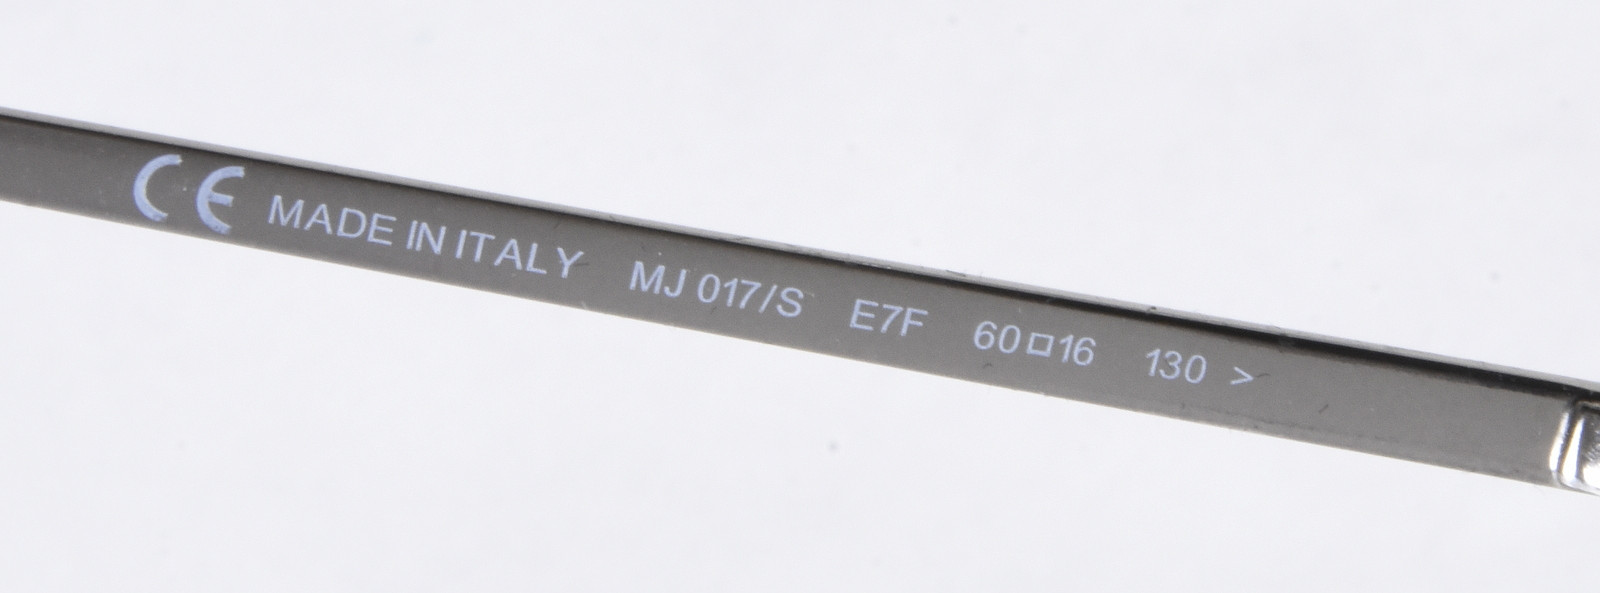 CE MADE IN ITALY MJ 017/S E7F 60□16 130 >